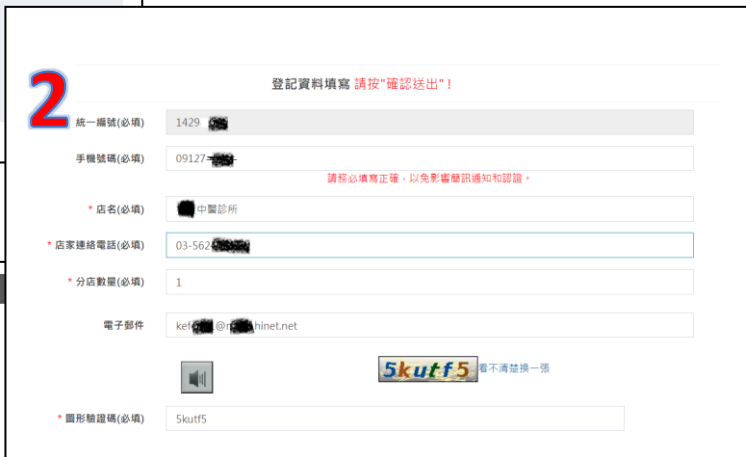 2
登記資料填寫 請按"確認送出"!
統一編號(必填) 1429
手機號碼(必填) 09127-
請務必填寫正確，以免影響簡訊通知和認證。
* 店名(必填) 中醫診所
* 店家連絡電話(必填) 03-562
* 分店數量(必填) 1
電子郵件 kef @ hinet.net
5kutf5 看不清楚換一張
* 圖形驗證碼(必填) 5kutf5